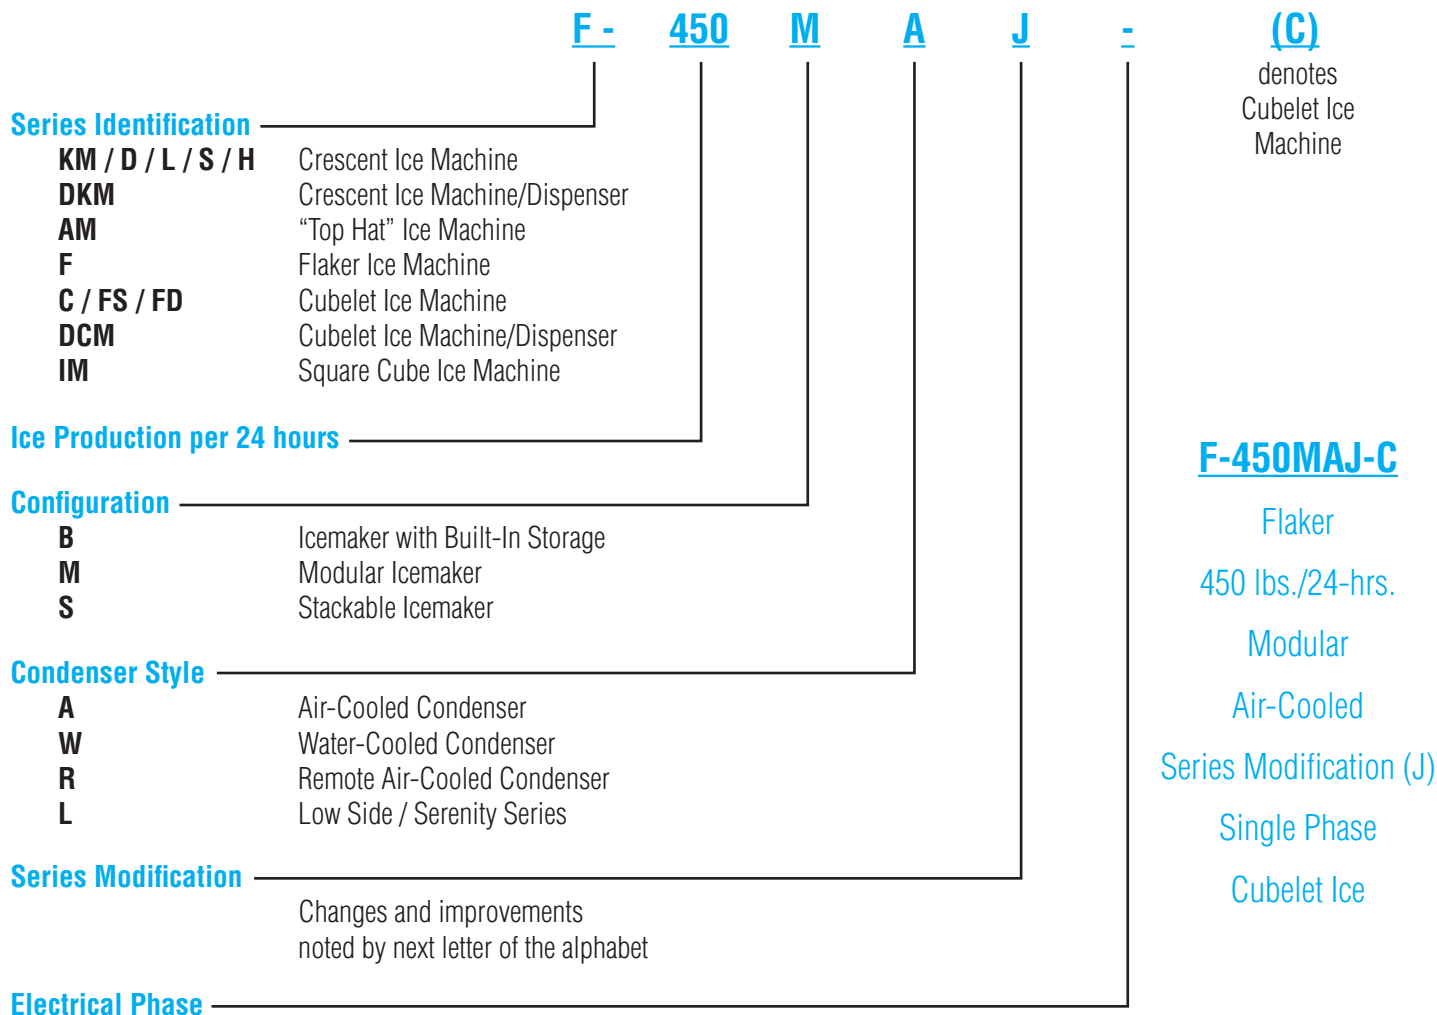 F - 450 M A J - (C)
denotes
Cubelet Ice
Machine
Series Identification
KM / D / L / S / H Crescent Ice Machine
DKM Crescent Ice Machine/Dispenser
AM “Top Hat” Ice Machine
F Flaker Ice Machine
C / FS / FD Cubelet Ice Machine
DCM Cubelet Ice Machine/Dispenser
IM Square Cube Ice Machine
Ice Production per 24 hours
Configuration
B Icemaker with Built-In Storage
M Modular Icemaker
S Stackable Icemaker
Condenser Style
A Air-Cooled Condenser
W Water-Cooled Condenser
R Remote Air-Cooled Condenser
L Low Side / Serenity Series
Series Modification
Changes and improvements
noted by next letter of the alphabet
Electrical Phase
F-450MAJ-C
Flaker
450 lbs./24-hrs.
Modular
Air-Cooled
Series Modification (J)
Single Phase
Cubelet Ice